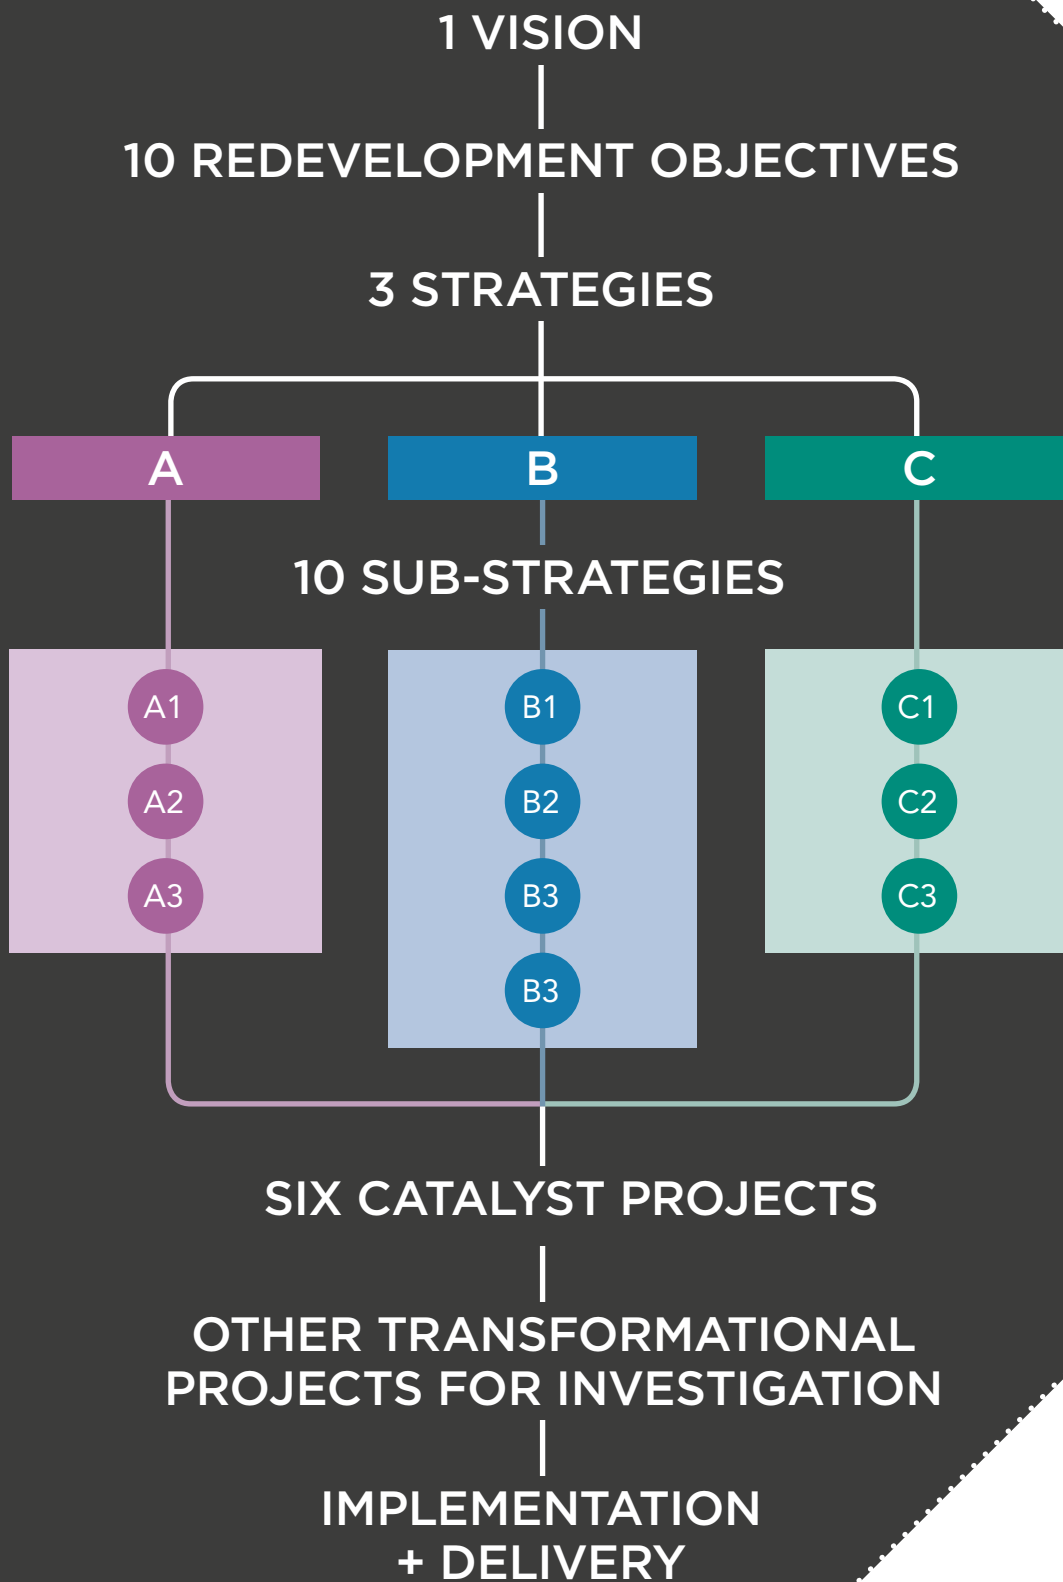 1 VISION
10 REDEVELOPMENT OBJECTIVES
3 STRATEGIES
A
B
C
10 SUB-STRATEGIES
A1
A2
A3
B1
B2
B3
B3
C1
C2
C3
SIX CATALYST PROJECTS
OTHER TRANSFORMATIONAL
PROJECTS FOR INVESTIGATION
IMPLEMENTATION
+ DELIVERY